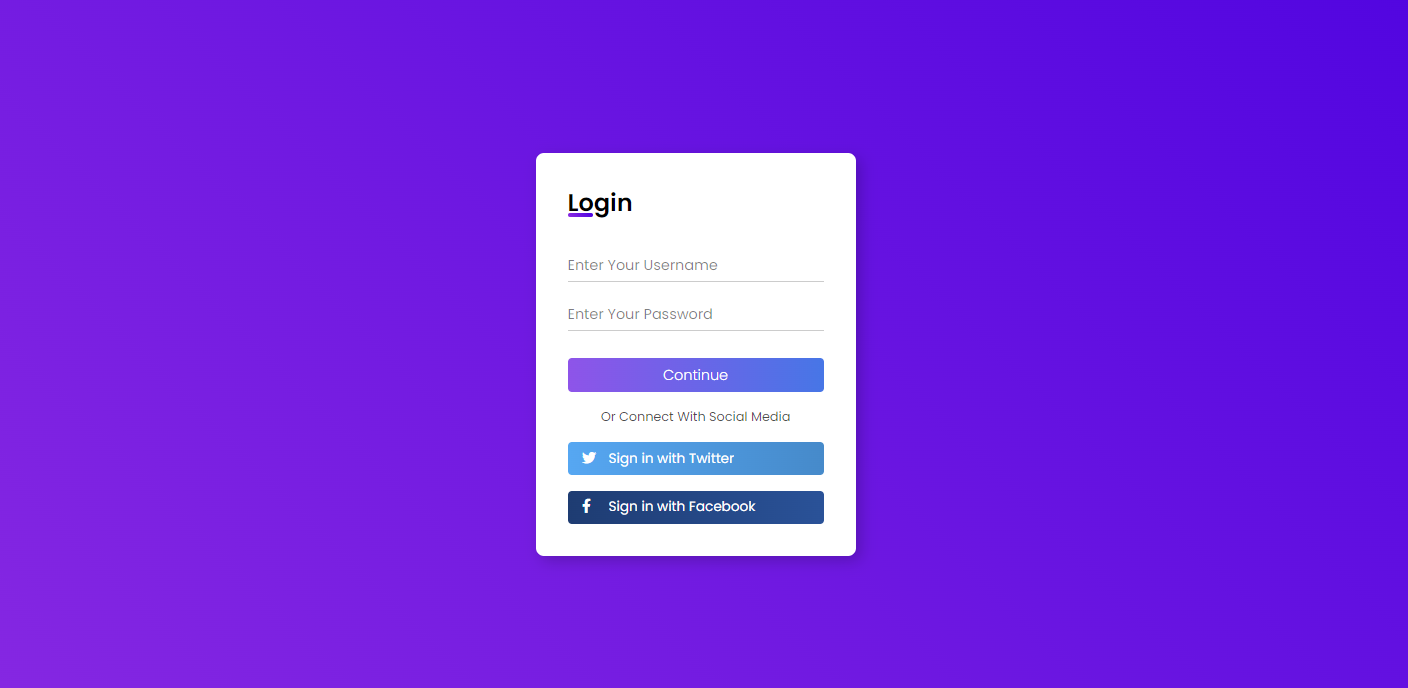 Login
Enter Your Username
Enter Your Password
Continue
Or Connect With Social Media
Sign in with Twitter
Sign in with Facebook